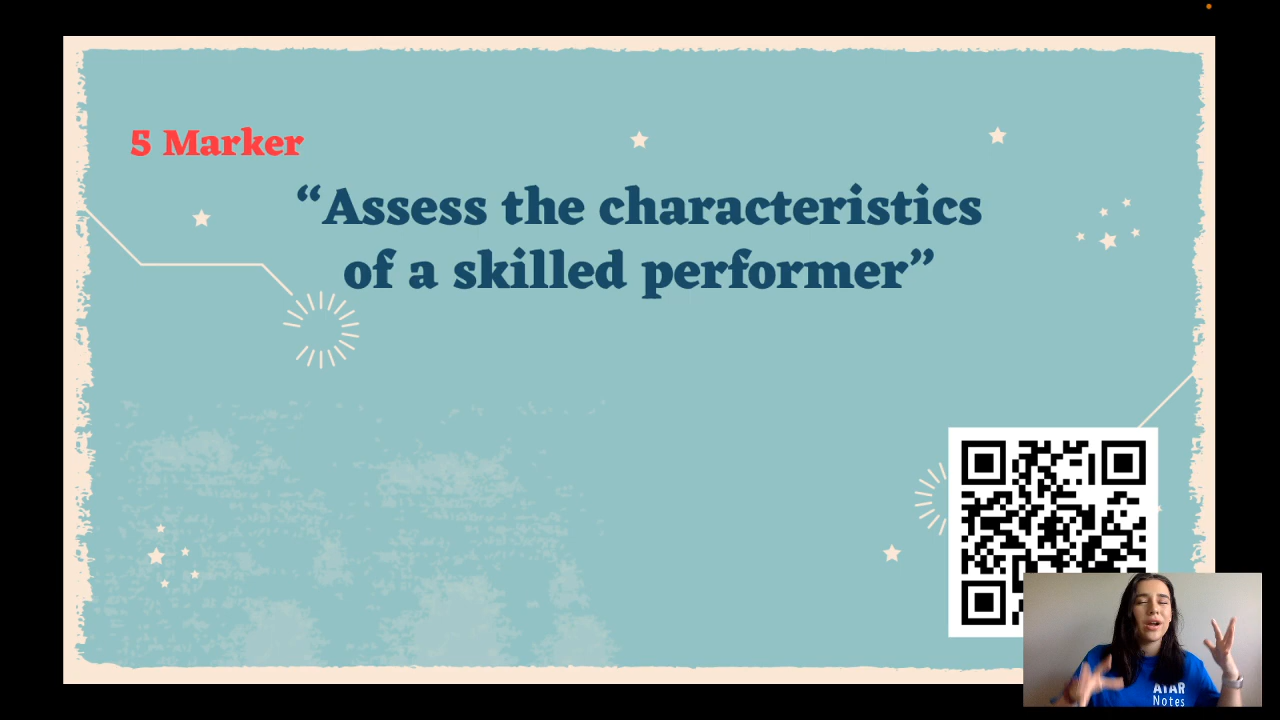 5 Marker
“Assess the characteristics
of a skilled performer”
ATAR
Notes